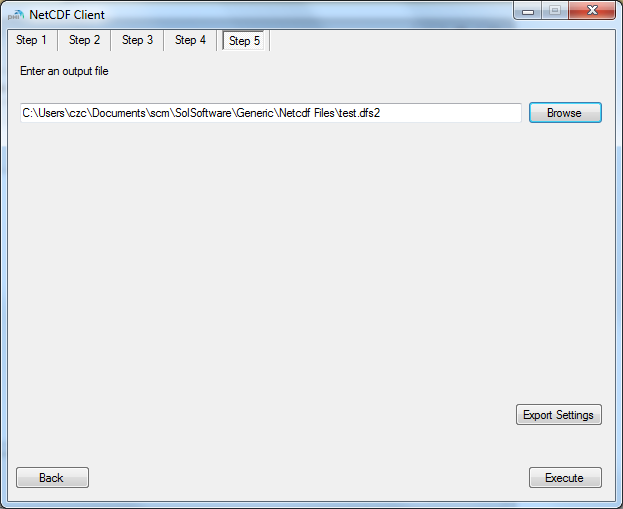 NetCDF Client
Step 1 Step 2 Step 3 Step 4 Step 5
Enter an output file
C:\Users\czc\Documents\scm\SolSoftware\Generic\Netcdf Files\test.dfs2 Browse
Export Settings
Back Execute